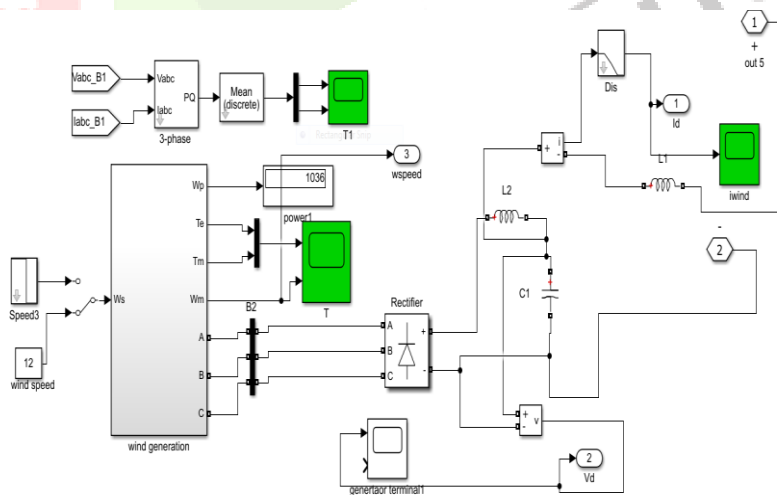 1
+
out 5
Vabc_B1
Iabc_B1
Vabc
Iabc
PQ
3-phase
Mean
(discrete)
T1
Dis
1
Id
i
+
-
L1
iwind
3
wspeed
Wp
1036
power1
Te
Tm
Wm
Ws
A
B
C
wind generation
Speed3
12
wind speed
T
B2
Rectifier
A
B
C
+
-
L2
C1
-
2
+
-
v
2
Vd
genertaor terminal1